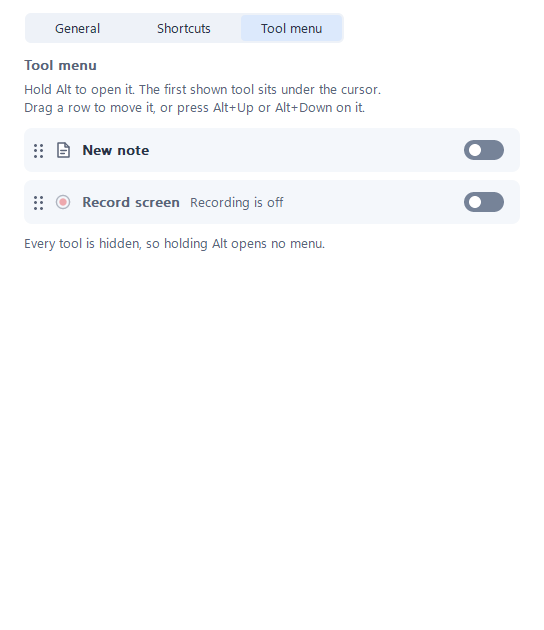 General
Shortcuts
Tool menu
Tool menu
Hold Alt to open it. The first shown tool sits under the cursor.
Drag a row to move it, or press Alt+Up or Alt+Down on it.
New note
Record screen Recording is off
Every tool is hidden, so holding Alt opens no menu.